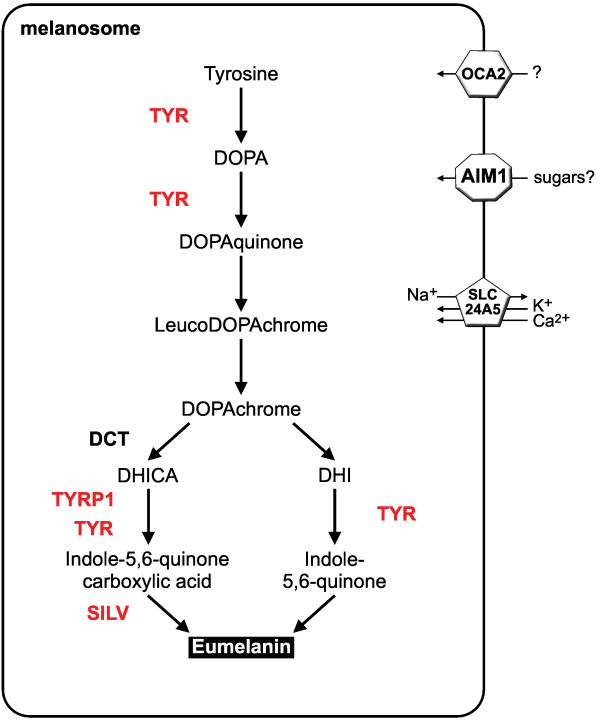 melanosome
Tyrosine
OCA2
?
TYR
DOPA
AIM1
sugars?
TYR
DOPAquinone
Na+
SLC
24A5
K+
Ca2+
LeucoDOPAchrome
DOPAchrome
DCT
DHICA
DHI
TYRP1
TYR
TYR
Indole-5,6-quinone
carboxylic acid
Indole-
5,6-quinone
SILV
Eumelanin